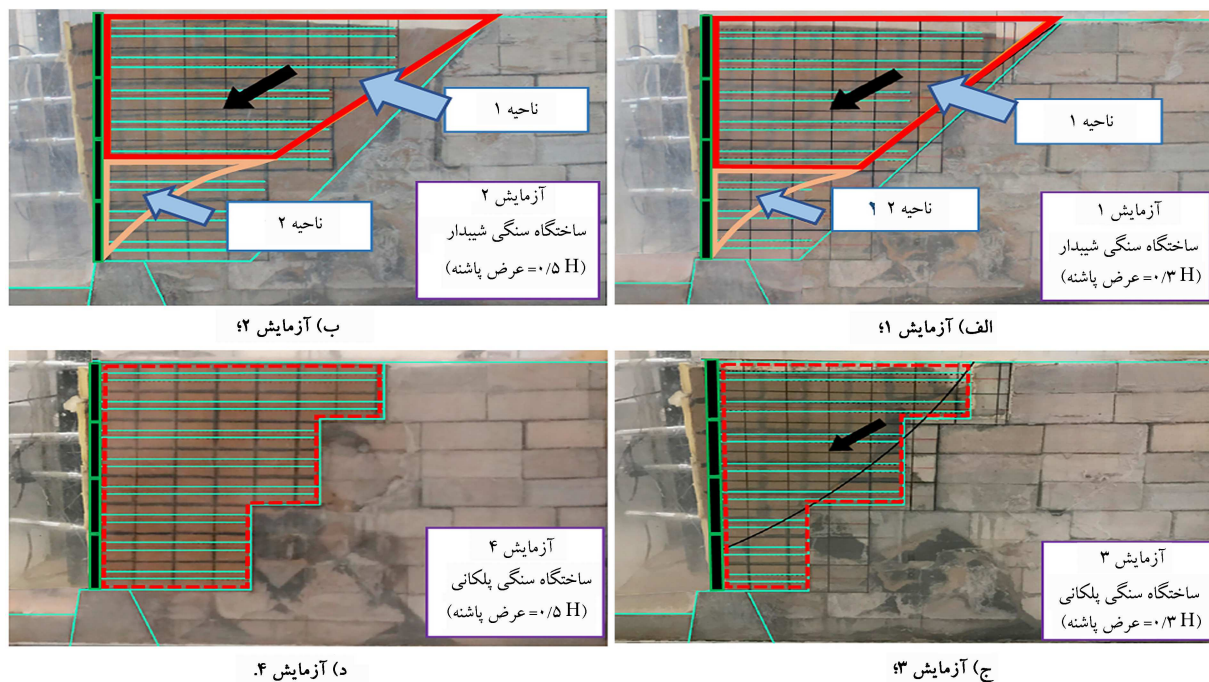 ناحیه ۱
ناحیه ۲
آزمایش ۱
ساختگاه سنگی شیبدار
(عرض پاشنه =۰/۳ H)
الف) آزمایش ۱؛
ناحیه ۱
ناحیه ۲
آزمایش ۲
ساختگاه سنگی شیبدار
(عرض پاشنه =۰/۵ H)
ب) آزمایش ۲؛
آزمایش ۳
ساختگاه سنگی پلکانی
(عرض پاشنه =۰/۳ H)
ج) آزمایش ۳؛
آزمایش ۴
ساختگاه سنگی پلکانی
(عرض پاشنه =۰/۵ H)
د) آزمایش ۴.